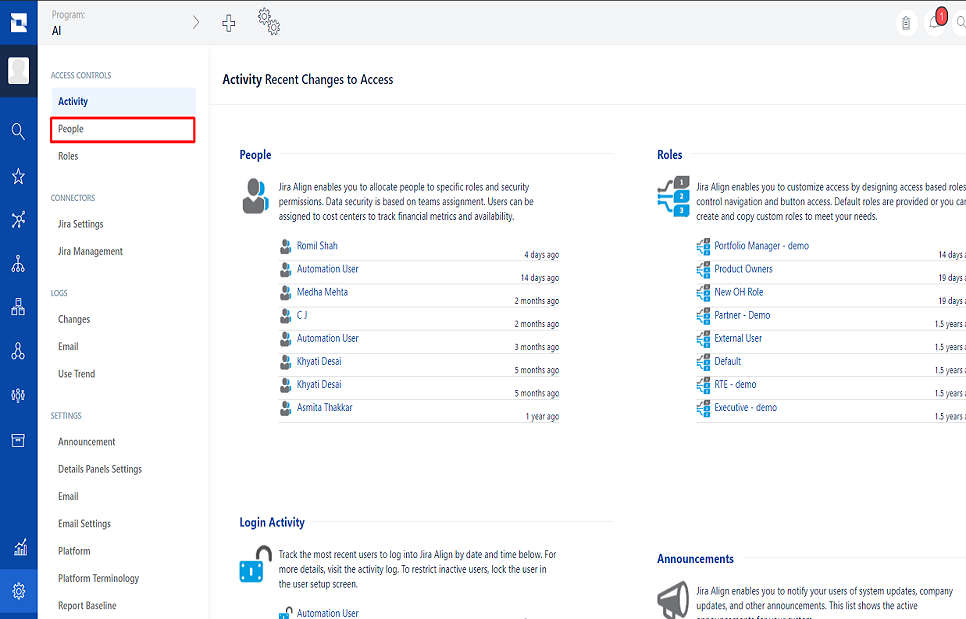 Program:
AI
1
ACCESS CONTROLS
Activity
People
Roles
CONNECTORS
Jira Settings
Jira Management
LOGS
Changes
Email
Use Trend
SETTINGS
Announcement
Details Panels Settings
Email
Email Settings
Platform
Platform Terminology
Report Baseline
Activity Recent Changes to Access
People
Jira Align enables you to allocate people to specific roles and security
permissions. Data security is based on teams assignment. Users can be
assigned to cost centers to track financial metrics and availability.
Romil Shah
4 days ago
Automation User
14 days ago
Medha Mehta
2 months ago
C J
2 months ago
Automation User
3 months ago
Khyati Desai
5 months ago
Khyati Desai
5 months ago
Asmita Thakkar
1 year ago
Roles
1
2
3
Jira Align enables you to customize access by designing access based roles
control navigation and button access. Default roles are provided or you can
create and copy custom roles to meet your needs.
Portfolio Manager - demo
14 days a
Product Owners
19 days a
New OH Role
19 days a
Partner - Demo
1.5 years a
External User
1.5 years a
Default
1.5 years a
RTE - demo
1.5 years a
Executive - demo
1.5 years a
Login Activity
Track the most recent users to log into Jira Align by date and time below. For
more details, visit the activity log. To restrict inactive users, lock the user in
the user setup screen.
Automation User
Announcements
Jira Align enables you to notify your users of system updates, company
updates, and other announcements. This list shows the active